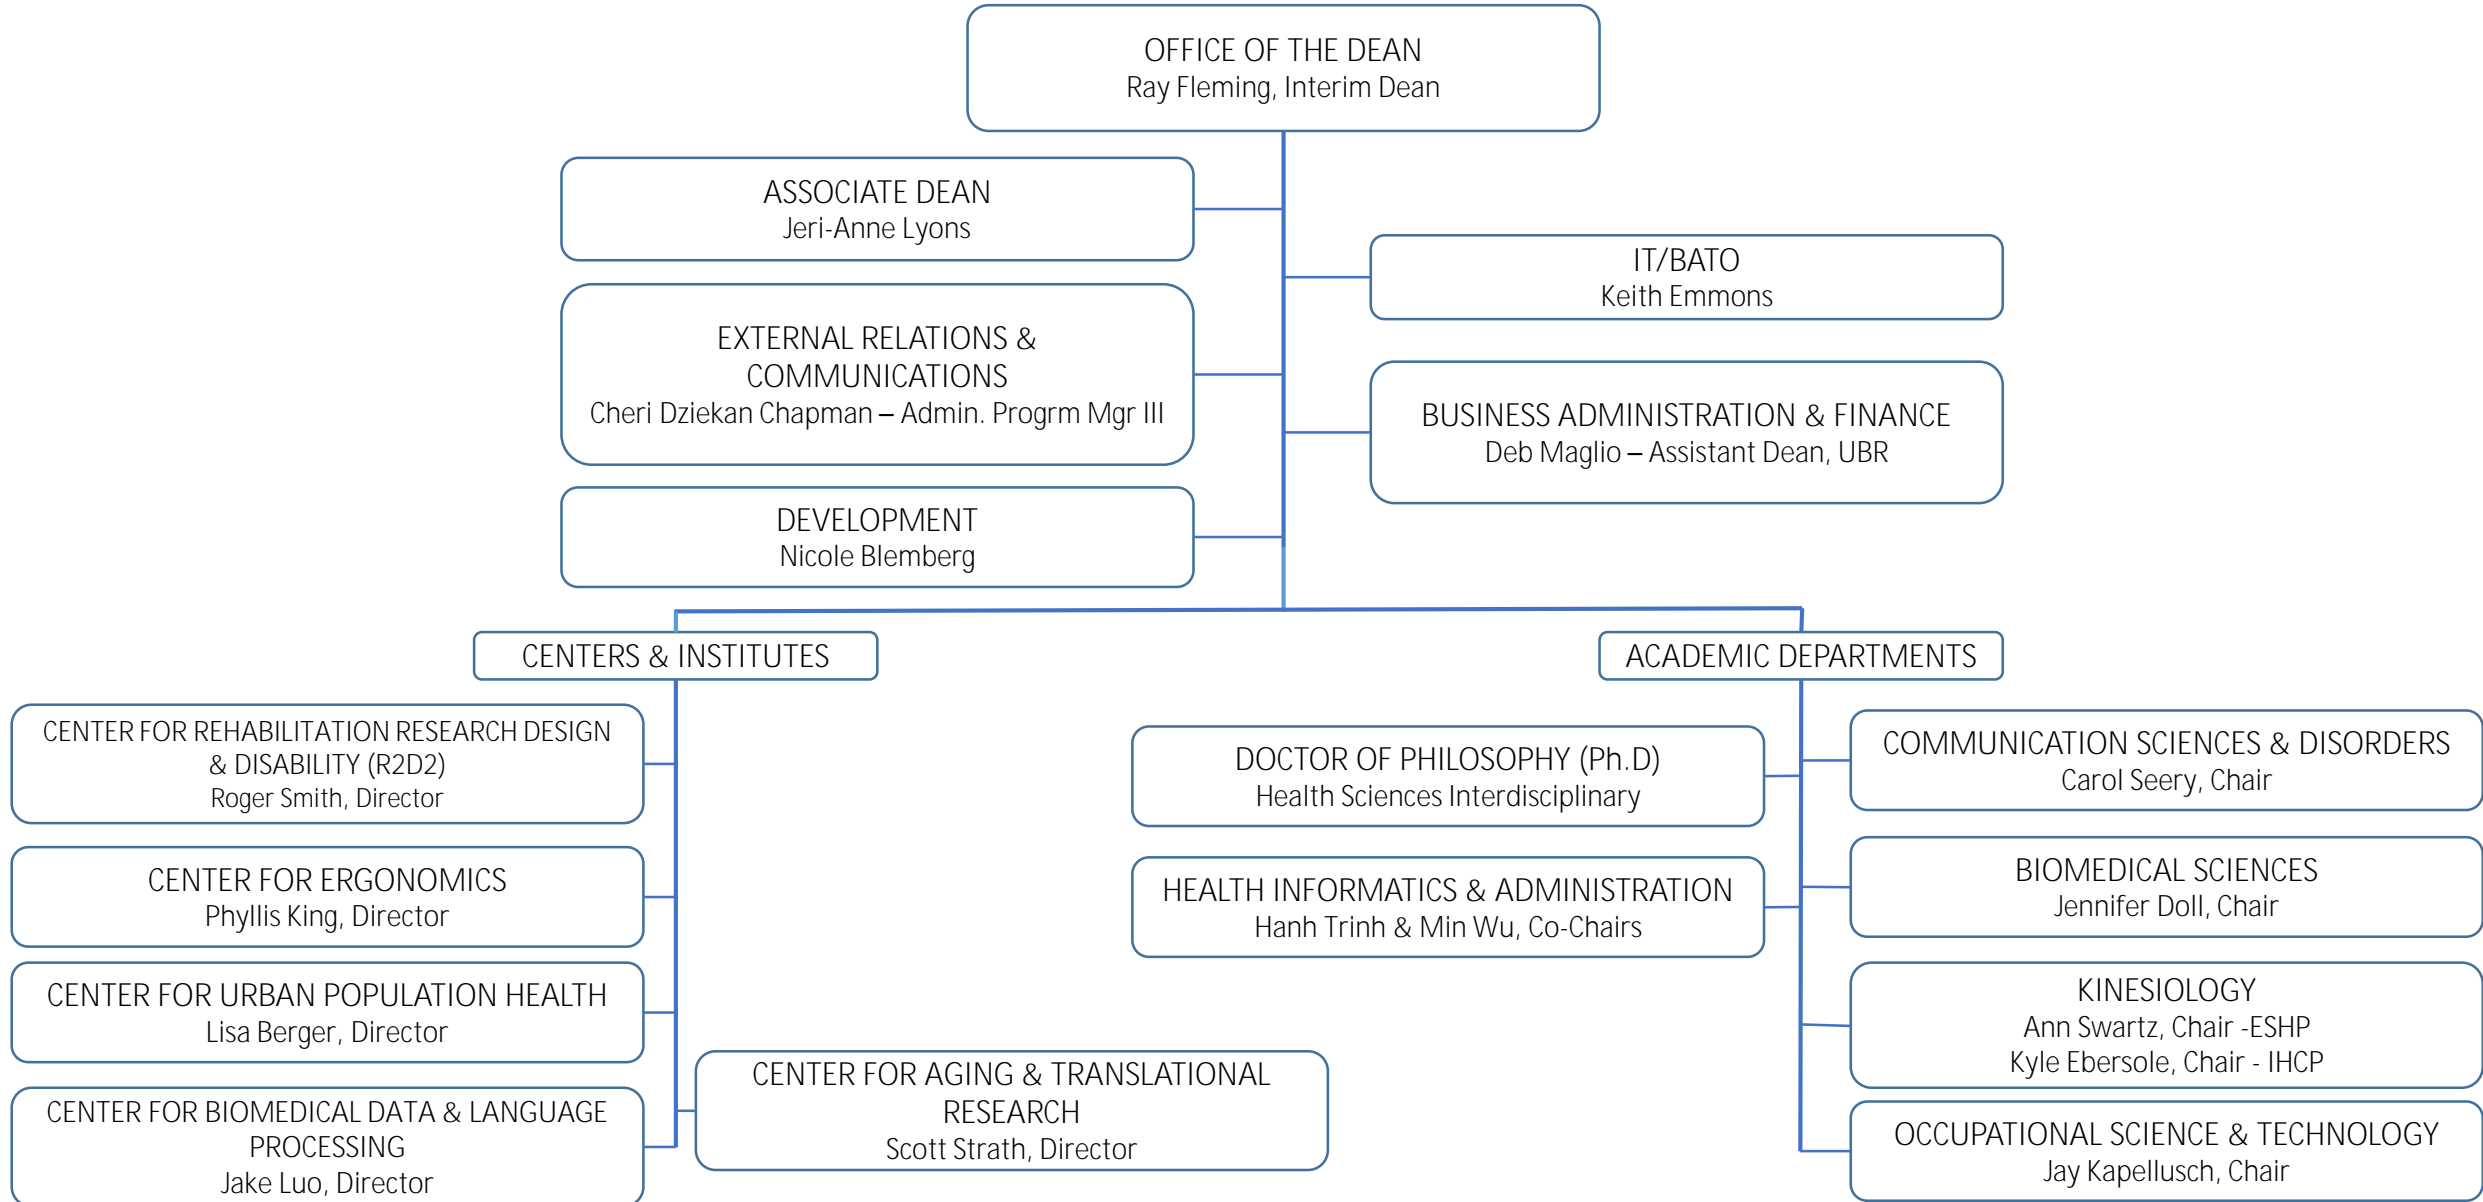 OFFICE OF THE DEAN
Ray Fleming, Interim Dean
ASSOCIATE DEAN
Jeri-Anne Lyons
IT/BATO
Keith Emmons
EXTERNAL RELATIONS &
COMMUNICATIONS
Cheri Dziekan Chapman – Admin. Progrm Mgr III
BUSINESS ADMINISTRATION & FINANCE
Deb Maglio – Assistant Dean, UBR
DEVELOPMENT
Nicole Blemberg
CENTERS & INSTITUTES
CENTER FOR REHABILITATION RESEARCH DESIGN
& DISABILITY (R2D2)
Roger Smith, Director
CENTER FOR ERGONOMICS
Phyllis King, Director
CENTER FOR URBAN POPULATION HEALTH
Lisa Berger, Director
CENTER FOR BIOMEDICAL DATA & LANGUAGE
PROCESSING
Jake Luo, Director
CENTER FOR AGING & TRANSLATIONAL
RESEARCH
Scott Strath, Director
ACADEMIC DEPARTMENTS
DOCTOR OF PHILOSOPHY (Ph.D)
Health Sciences Interdisciplinary
HEALTH INFORMATICS & ADMINISTRATION
Hanh Trinh & Min Wu, Co-Chairs
COMMUNICATION SCIENCES & DISORDERS
Carol Seery, Chair
BIOMEDICAL SCIENCES
Jennifer Doll, Chair
KINESIOLOGY
Ann Swartz, Chair -ESHP
Kyle Ebersole, Chair - IHCP
OCCUPATIONAL SCIENCE & TECHNOLOGY
Jay Kapellusch, Chair